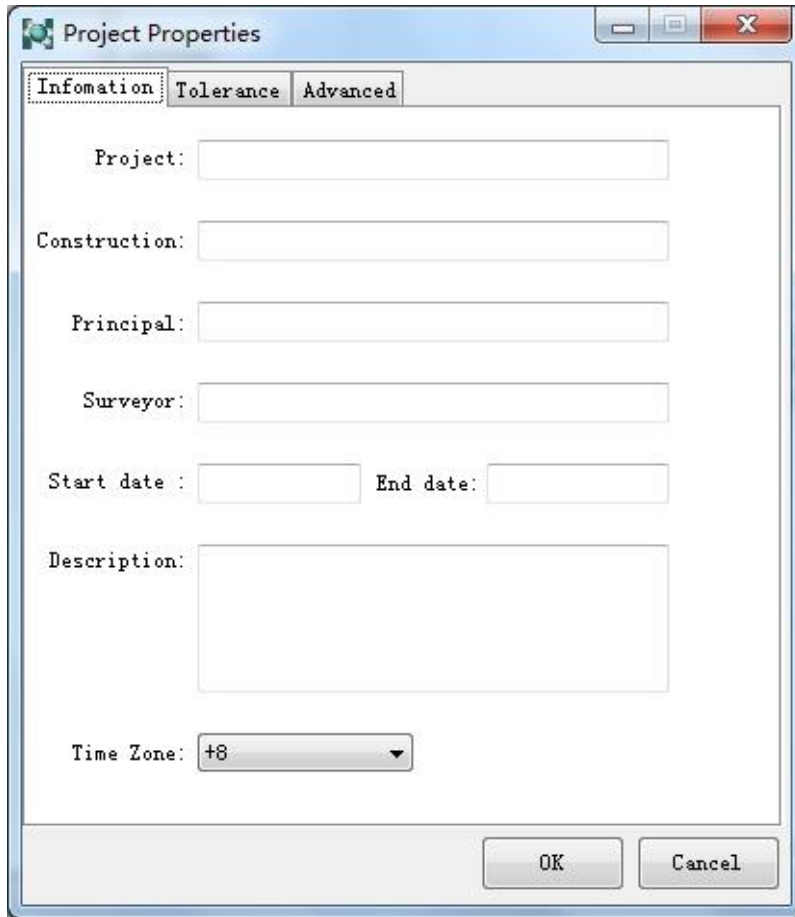 Project Properties
Infomation Tolerance Advanced
Project:
Construction:
Principal:
Surveyor:
Start date : End date:
Description:
Time Zone: +8
OK Cancel